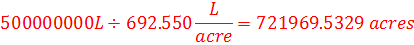 500000000L ÷ 692.550 L/acre = 721969.5329 acres